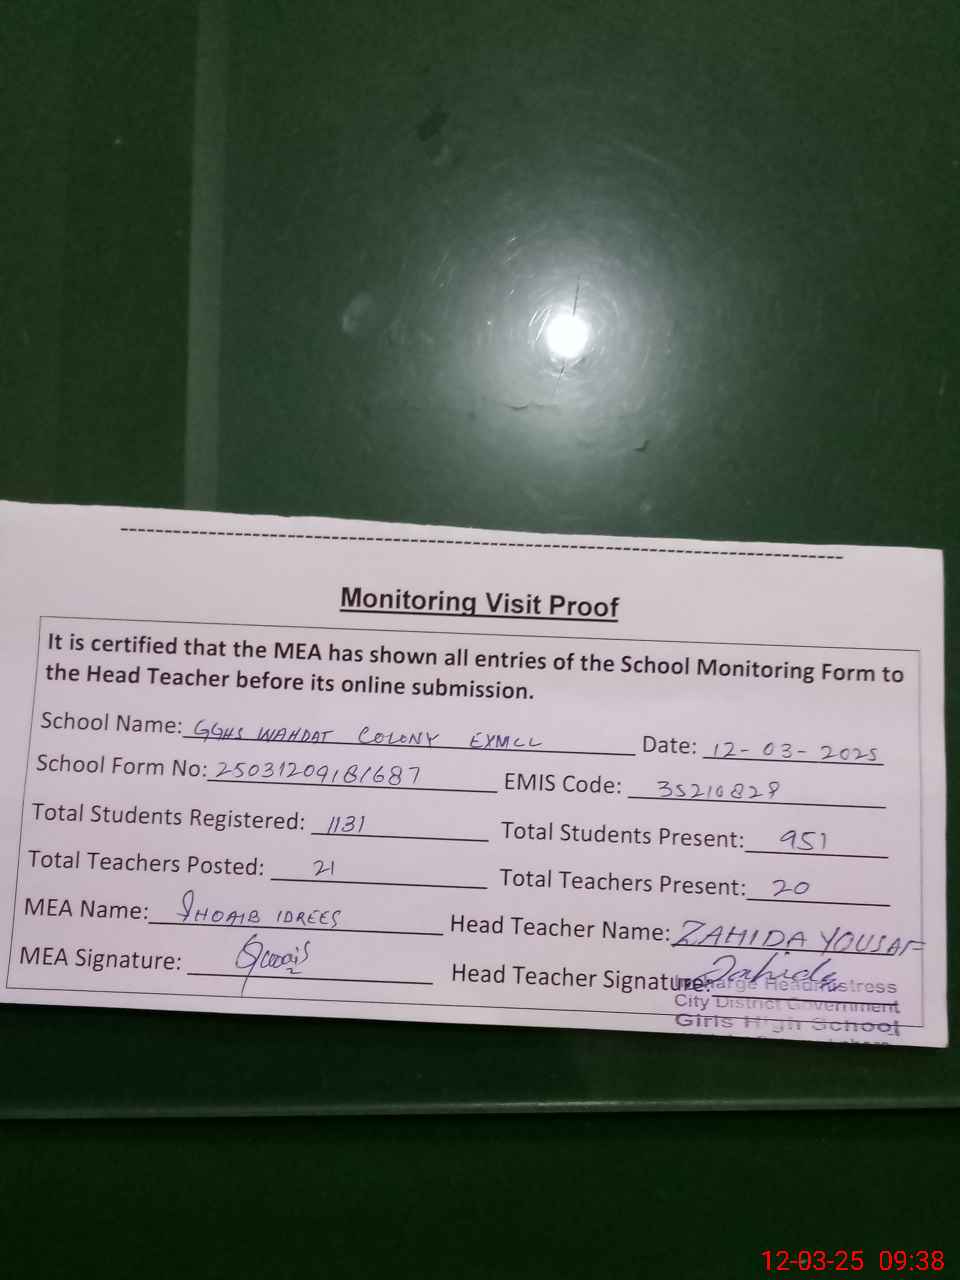 Monitoring Visit Proof
It is certified that the MEA has shown all entries of the School Monitoring Form to
the Head Teacher before its online submission.
School Name: GGHS WAHDAT COLONY EXMCL Date: 12-03-2025
School Form No: EMIS Code: 35210829
Total Students Registered: 1131 Total Students Present: 951
Total Teachers Posted: 21 Total Teachers Present: 20
MEA Name: SHOAIB IDREES Head Teacher Name: ZAHIDA YOUSAF
MEA Signature: Head Teacher Signature: Zahida
Incharge Headmistress
City District Government
Girls High School
12-03-25 09:38